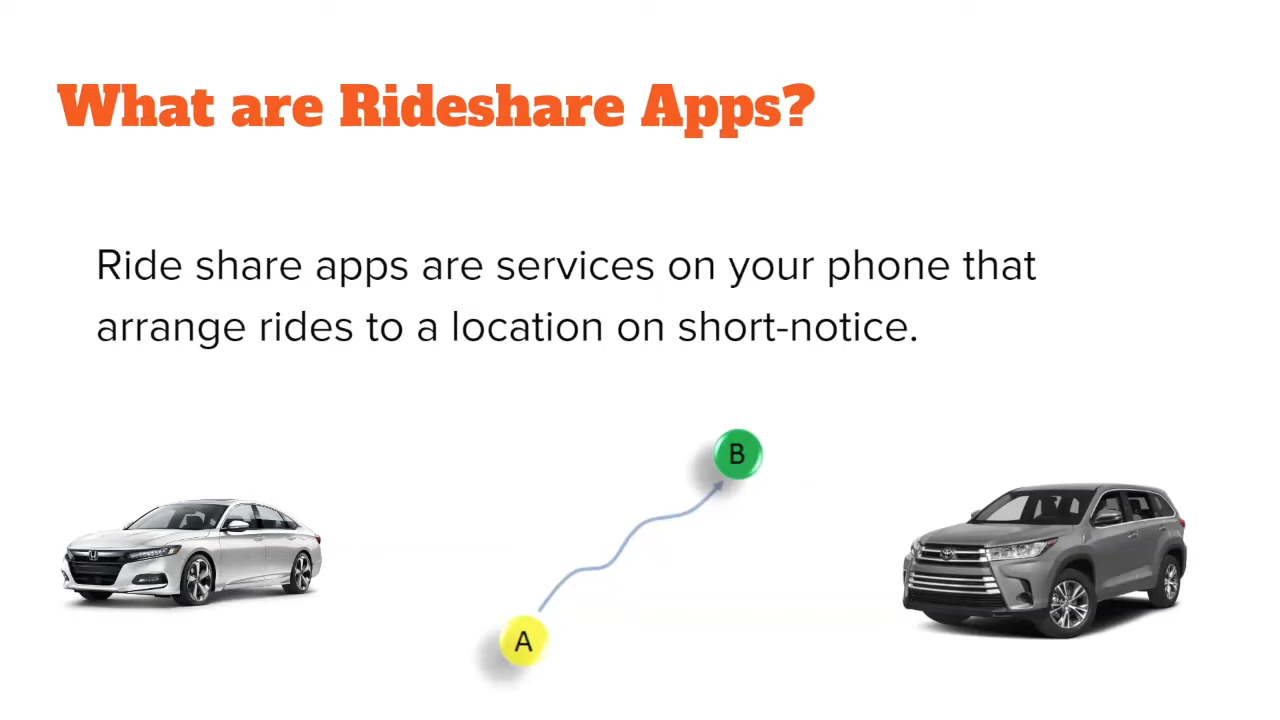 What are Rideshare Apps?
Ride share apps are services on your phone that
arrange rides to a location on short-notice.
B
A